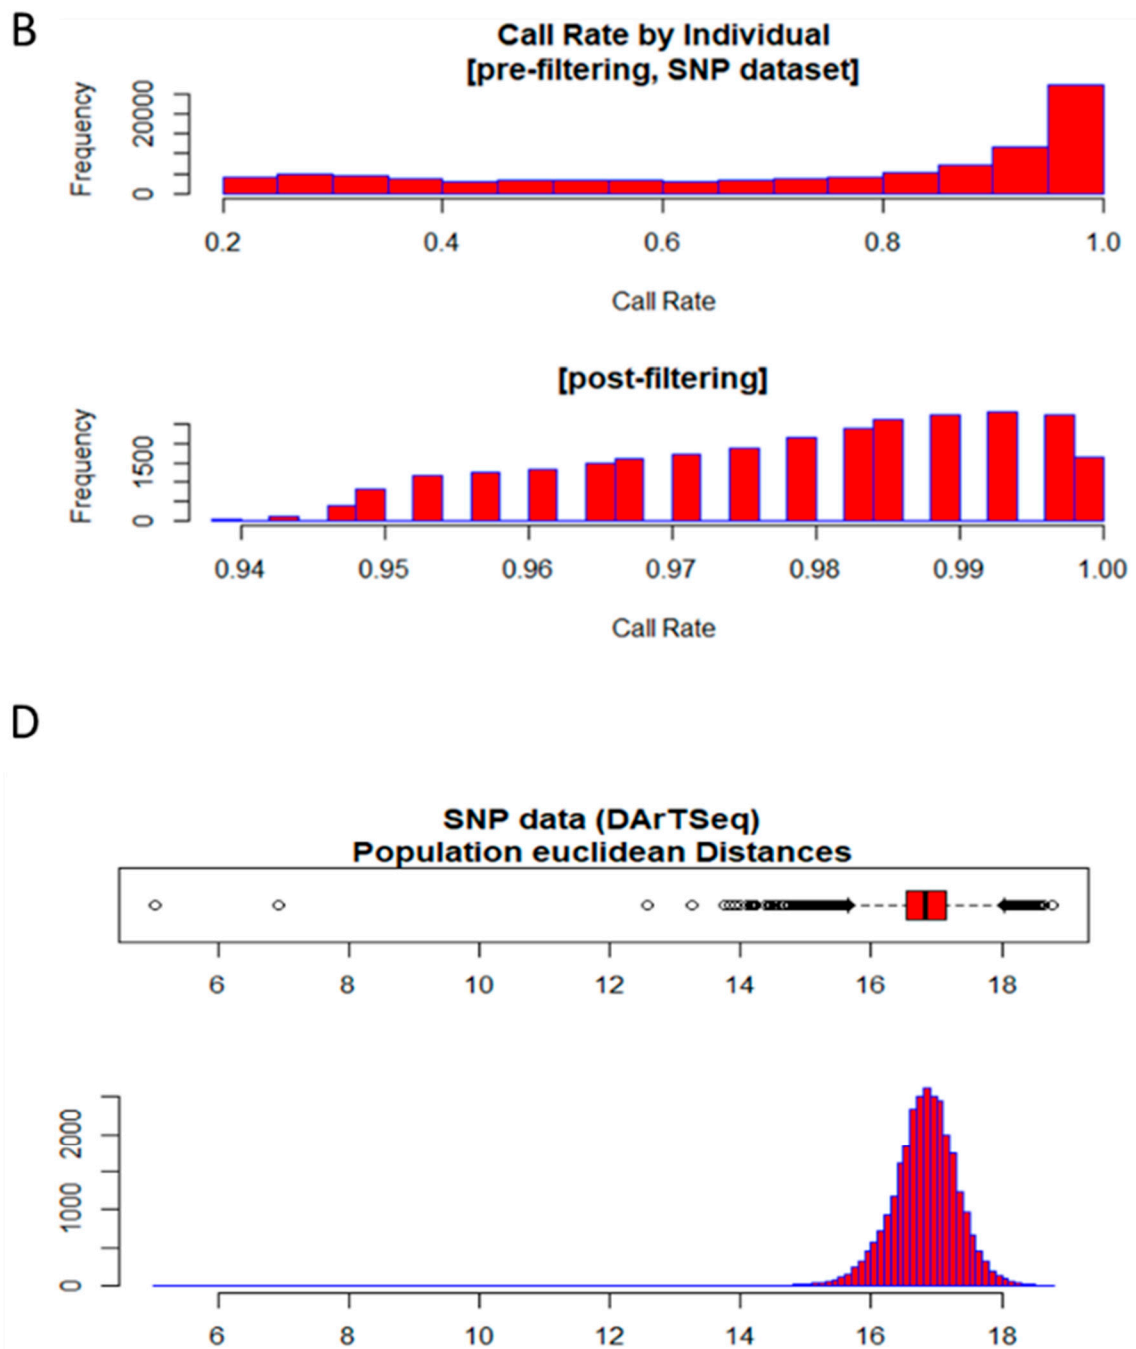 B
Call Rate by Individual
[pre-filtering, SNP dataset]
Frequency
20000
0
0.2 0.4 0.6 0.8 1.0
Call Rate
[post-filtering]
Frequency
1500
0
0.94 0.95 0.96 0.97 0.98 0.99 1.00
Call Rate
D
SNP data (DArTSeq)
Population euclidean Distances
6 8 10 12 14 16 18
2000
1000
0
6 8 10 12 14 16 18